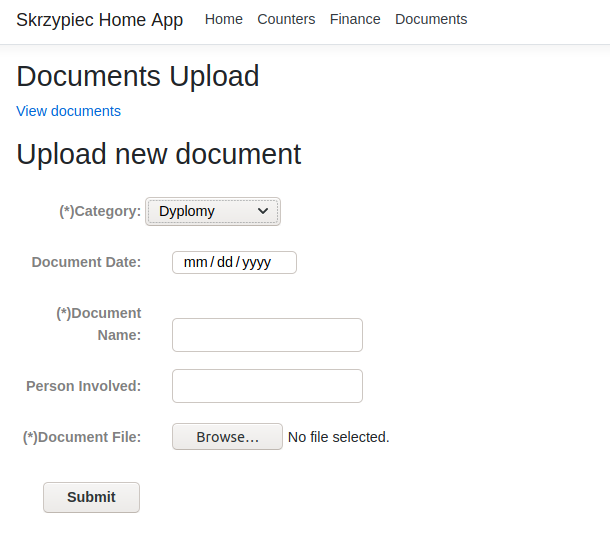 Skrzypiec Home App Home Counters Finance Documents
Documents Upload
View documents
Upload new document
(*)Category: Dyplomy
Document Date: mm/dd/yyyy
(*)Document
Name:
Person Involved:
(*)Document File: Browse... No file selected.
Submit